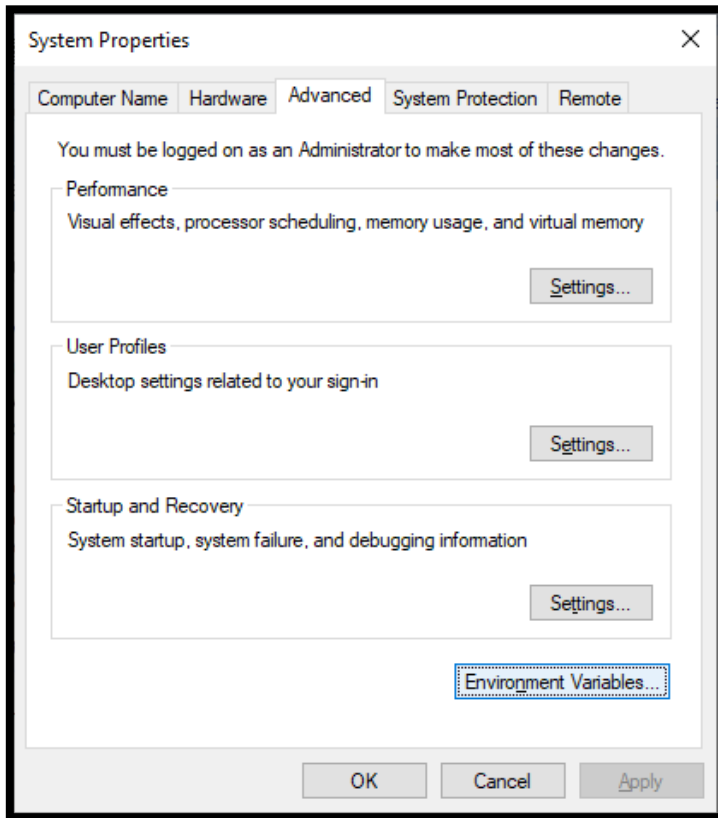 System Properties
Computer Name
Hardware
Advanced
System Protection
Remote
You must be logged on as an Administrator to make most of these changes.
Performance
Visual effects, processor scheduling, memory usage, and virtual memory
Settings...
User Profiles
Desktop settings related to your sign-in
Settings...
Startup and Recovery
System startup, system failure, and debugging information
Settings...
Environment Variables...
OK
Cancel
Apply